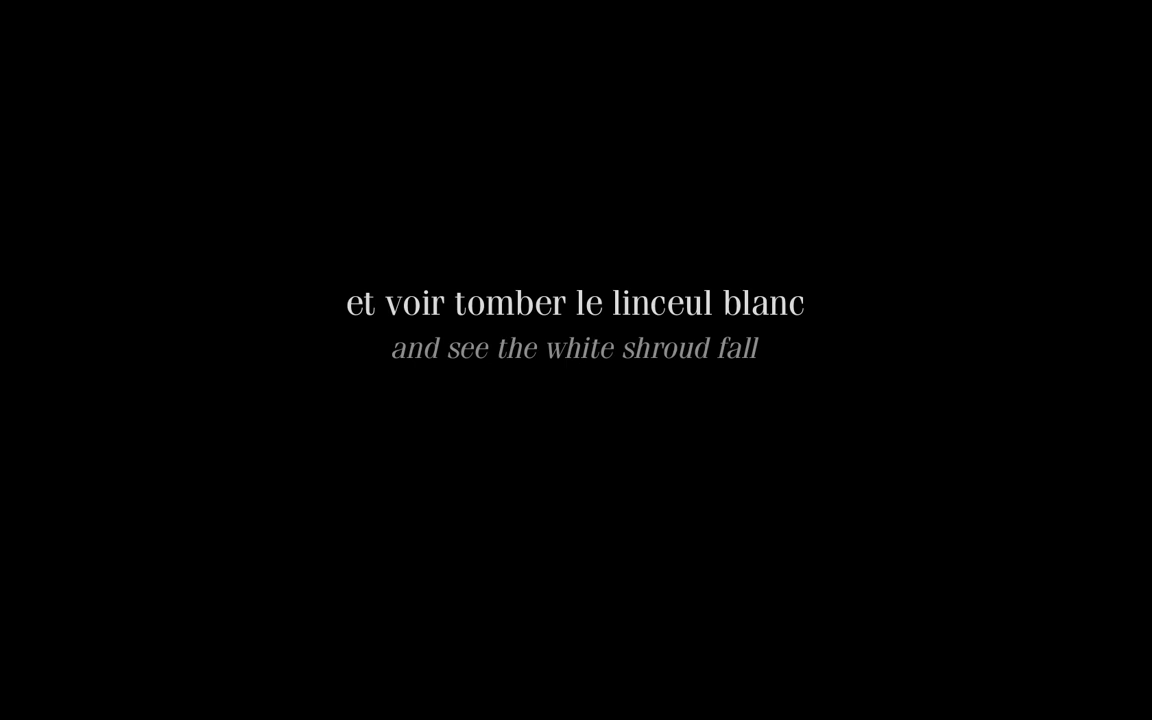 et voir tomber le linceul blanc
and see the white shroud fall